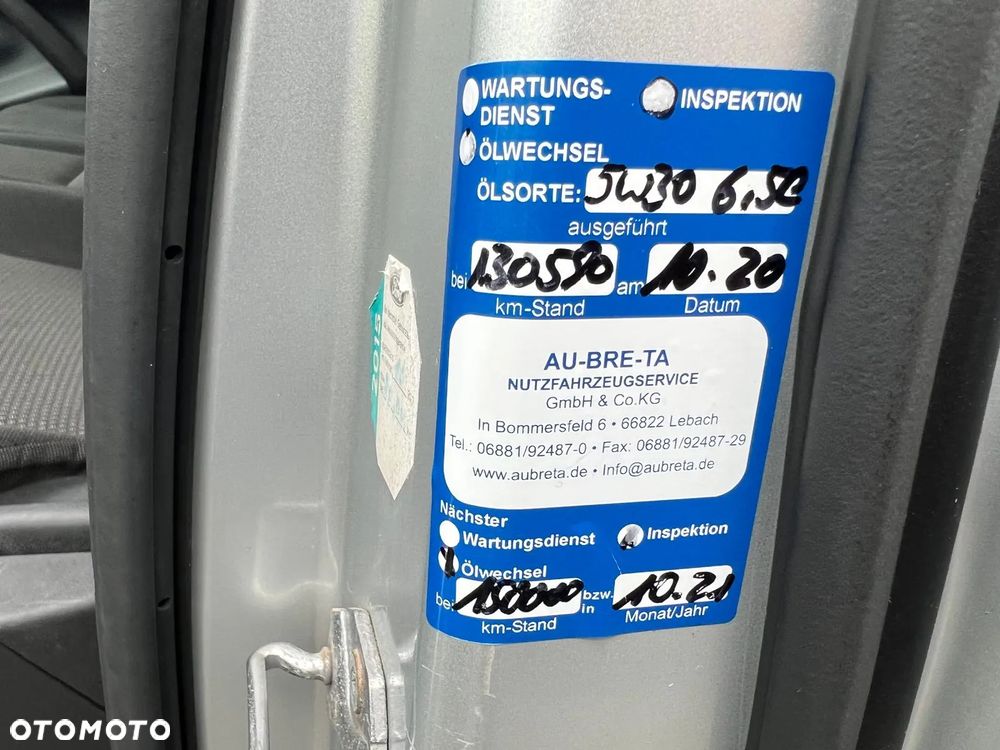 WARTUNGS-
DIENST
INSPEKTION
ÖLWECHSEL
ÖLSORTE: 5W30 6,5L
ausgeführt
bei 130590 am 10.20
km-Stand Datum
AU-BRE-TA
NUTZFAHRZEUGSERVICE
GmbH & Co.KG
In Bommersfeld 6 • 66822 Lebach
Tel.: 06881/92487-0 • Fax: 06881/92487-29
www.aubreta.de • Info@aubreta.de
Nächster
Wartungsdienst Inspektion
Ölwechsel
bei 150000 bzw. in 10.21
km-Stand Monat/Jahr
2015
OTOMOTO